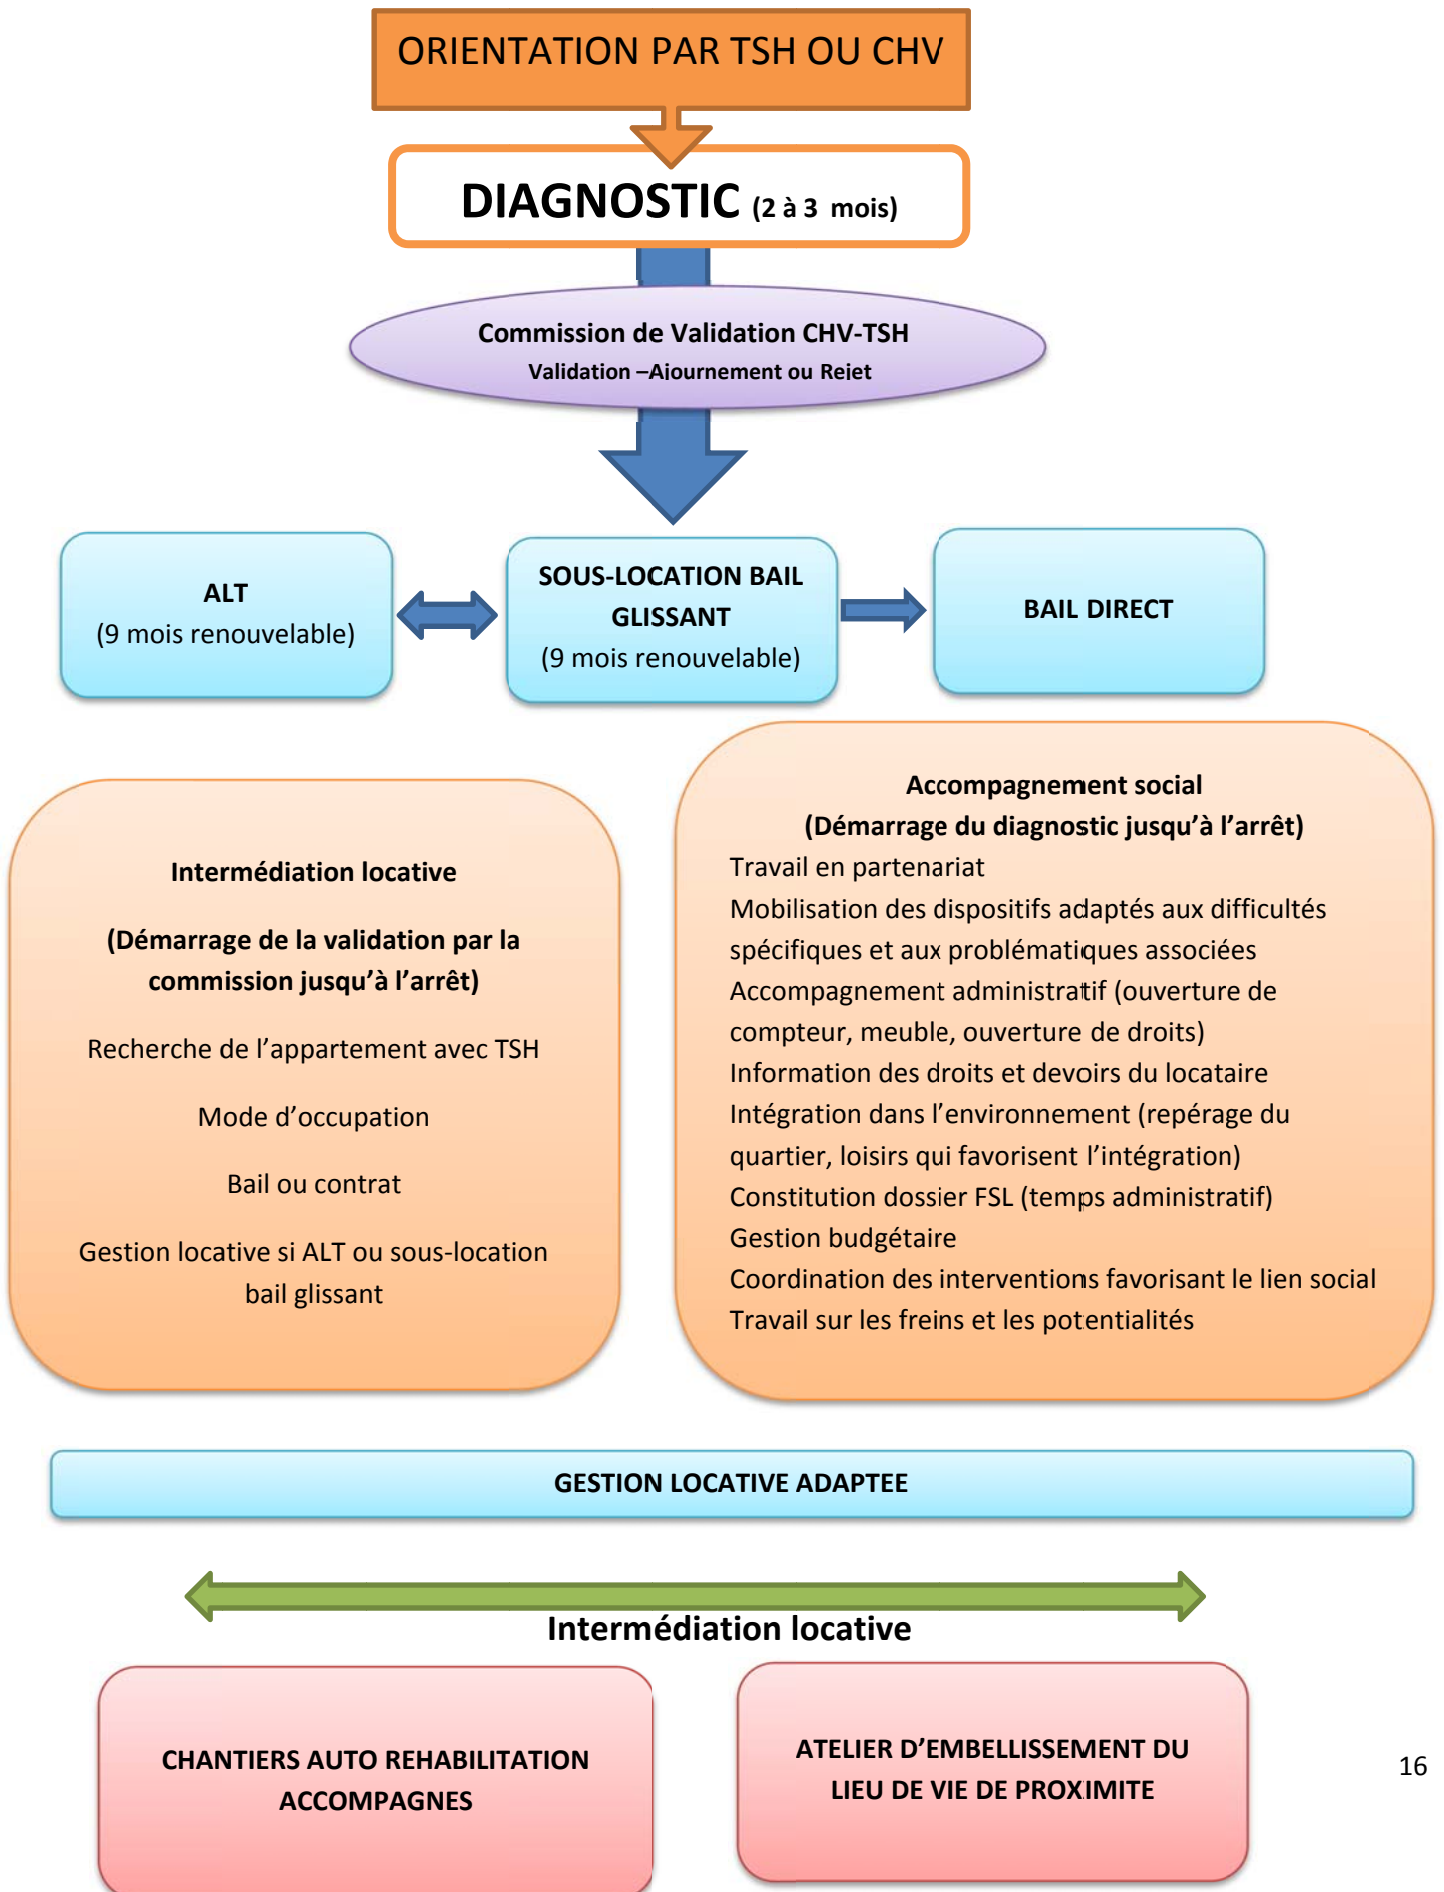 ORIENTATION PAR TSH OU CHV
DIAGNOSTIC (2 à 3 mois)
Commission de Validation CHV-TSH
Validation –Ajournement ou Rejet
ALT
(9 mois renouvelable)
SOUS-LOCATION BAIL
GLISSANT
(9 mois renouvelable)
BAIL DIRECT
Intermédiation locative
(Démarrage de la validation par la
commission jusqu’à l’arrêt)
Recherche de l’appartement avec TSH
Mode d’occupation
Bail ou contrat
Gestion locative si ALT ou sous-location
bail glissant
Accompagnement social
(Démarrage du diagnostic jusqu’à l’arrêt)
Travail en partenariat
Mobilisation des dispositifs adaptés aux difficultés
spécifiques et aux problématiques associées
Accompagnement administratif (ouverture de
compteur, meuble, ouverture de droits)
Information des droits et devoirs du locataire
Intégration dans l’environnement (repérage du
quartier, loisirs qui favorisent l’intégration)
Constitution dossier FSL (temps administratif)
Gestion budgétaire
Coordination des interventions favorisant le lien social
Travail sur les freins et les potentialités
GESTION LOCATIVE ADAPTEE
Intermédiation locative
CHANTIERS AUTO REHABILITATION
ACCOMPAGNES
ATELIER D’EMBELLISSEMENT DU
LIEU DE VIE DE PROXIMITE
16